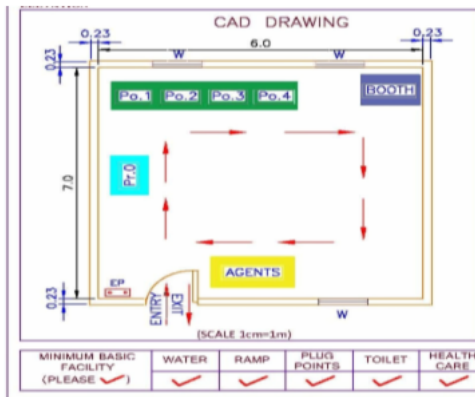 CAD DRAWING
0.23 6.0 0.23
W W
0.23
Po.1 Po.2 Po.3 Po.4 BOOTH
7.0
Pr.0
AGENTS
EP
0.23
ENTRY
EXIT
W
(SCALE 1cm=1m)
MINIMUM BASIC FACILITY (PLEASE ✓) WATER RAMP PLUG POINTS TOILET HEALTH CARE
✓ ✓ ✓ ✓ ✓